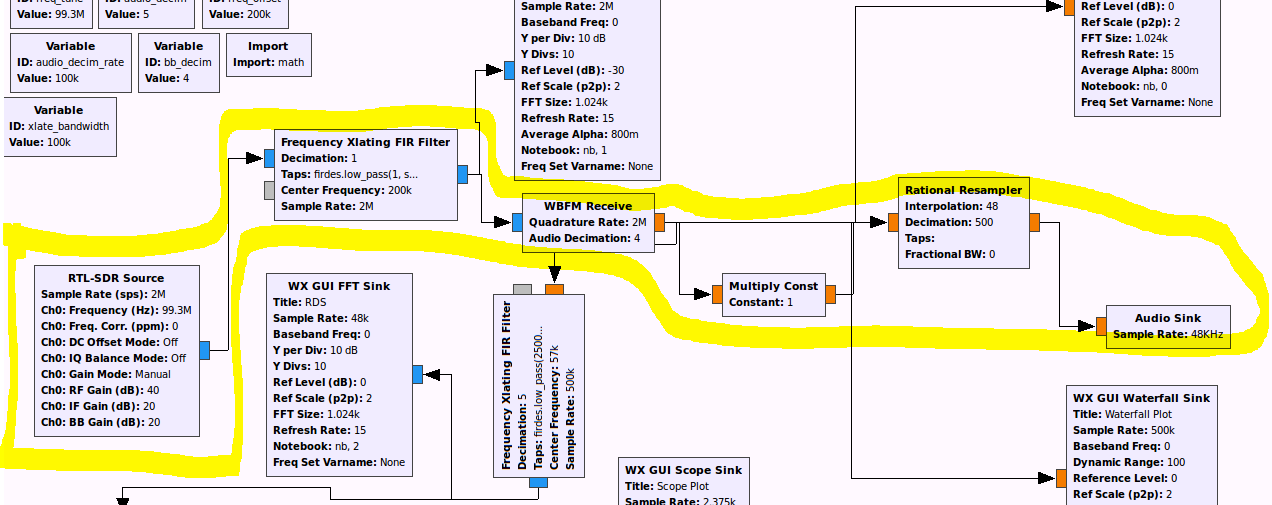 Value: 99.3M
Value: 5
Value: 200k
Variable
ID: audio_decim_rate
Value: 100k
Variable
ID: bb_decim
Value: 4
Import
Import: math
Variable
ID: xlate_bandwidth
Value: 100k
Frequency Xlating FIR Filter
Decimation: 1
Taps: firdes.low_pass(1, s...
Center Frequency: 200k
Sample Rate: 2M
Sample Rate: 2M
Baseband Freq: 0
Y per Div: 10 dB
Y Divs: 10
Ref Level (dB): -30
Ref Scale (p2p): 2
FFT Size: 1.024k
Refresh Rate: 15
Average Alpha: 800m
Notebook: nb, 1
Freq Set Varname: None
Ref Level (dB): 0
Ref Scale (p2p): 2
FFT Size: 1.024k
Refresh Rate: 15
Average Alpha: 800m
Notebook: nb, 0
Freq Set Varname: None
WBFM Receive
Quadrature Rate: 2M
Audio Decimation: 4
Rational Resampler
Interpolation: 48
Decimation: 500
Taps:
Fractional BW: 0
RTL-SDR Source
Sample Rate (sps): 2M
Ch0: Frequency (Hz): 99.3M
Ch0: Freq. Corr. (ppm): 0
Ch0: DC Offset Mode: Off
Ch0: IQ Balance Mode: Off
Ch0: Gain Mode: Manual
Ch0: RF Gain (dB): 40
Ch0: IF Gain (dB): 20
Ch0: BB Gain (dB): 20
WX GUI FFT Sink
Title: RDS
Sample Rate: 48k
Baseband Freq: 0
Y per Div: 10 dB
Y Divs: 10
Ref Level (dB): 0
Ref Scale (p2p): 2
FFT Size: 1.024k
Refresh Rate: 15
Notebook: nb, 2
Freq Set Varname: None
Frequency Xlating FIR Filter
Decimation: 5
Taps: firdes.low_pass(2500...
Center Frequency: 57k
Sample Rate: 500k
Multiply Const
Constant: 1
Audio Sink
Sample Rate: 48KHz
WX GUI Scope Sink
Title: Scope Plot
Sample Rate: 2.375k
WX GUI Waterfall Sink
Title: Waterfall Plot
Sample Rate: 500k
Baseband Freq: 0
Dynamic Range: 100
Reference Level: 0
Ref Scale (p2p): 2